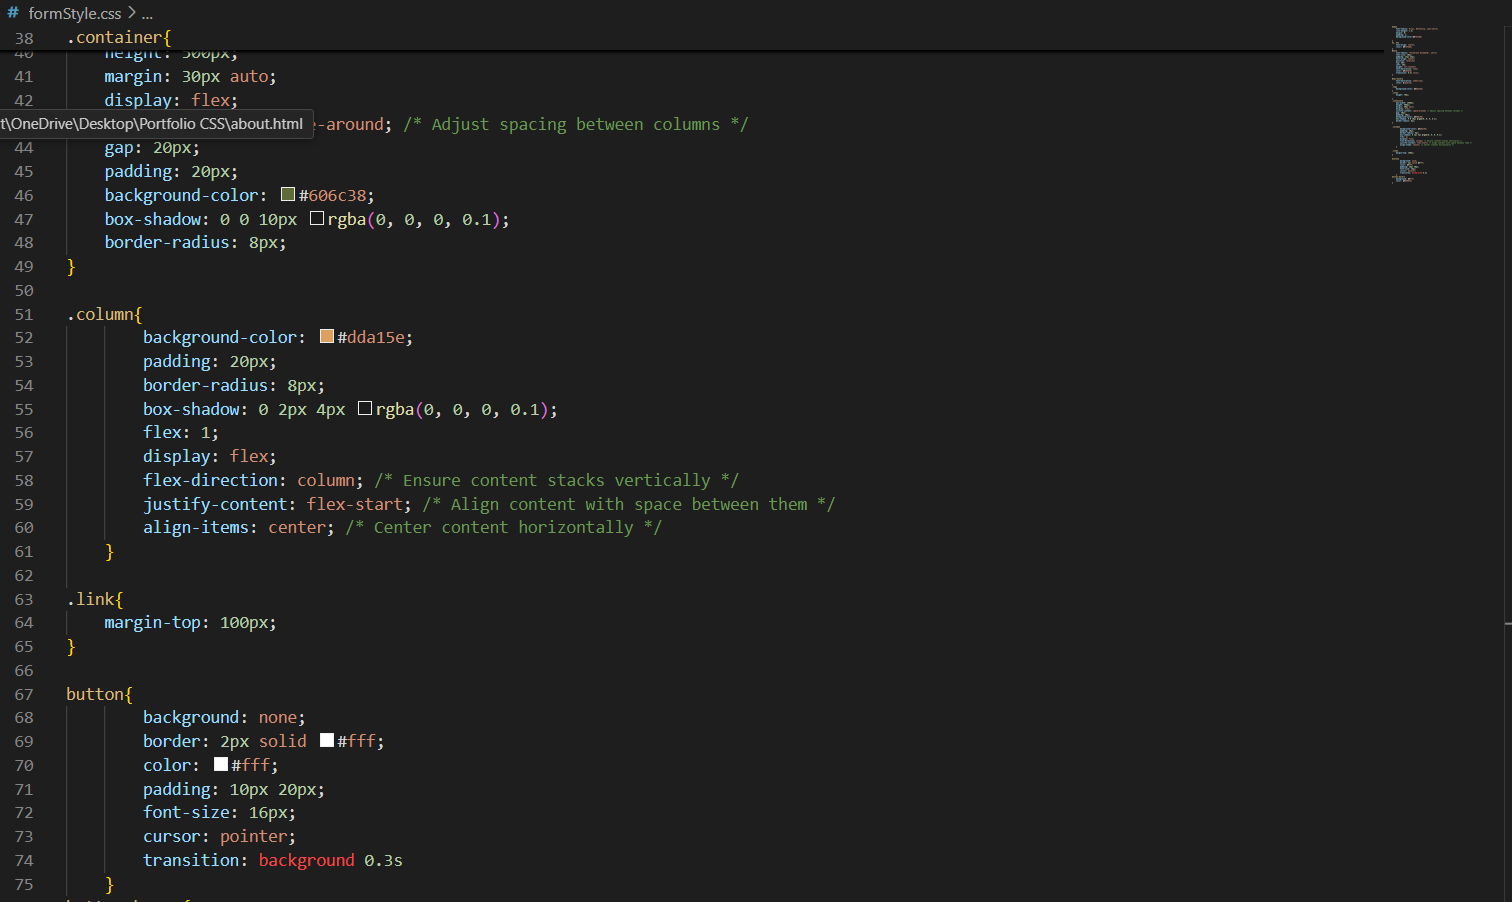 # formStyle.css > ...
38 .container{
40 height: 500px;
41 margin: 30px auto;
42 display: flex;
t\OneDrive\Desktop\Portfolio CSS\about.html e-around; /* Adjust spacing between columns */
44 gap: 20px;
45 padding: 20px;
46 background-color: #606c38;
47 box-shadow: 0 0 10px rgba(0, 0, 0, 0.1);
48 border-radius: 8px;
49 }
50
51 .column{
52 background-color: #dda15e;
53 padding: 20px;
54 border-radius: 8px;
55 box-shadow: 0 2px 4px rgba(0, 0, 0, 0.1);
56 flex: 1;
57 display: flex;
58 flex-direction: column; /* Ensure content stacks vertically */
59 justify-content: flex-start; /* Align content with space between them */
60 align-items: center; /* Center content horizontally */
61 }
62
63 .link{
64 margin-top: 100px;
65 }
66
67 button{
68 background: none;
69 border: 2px solid #fff;
70 color: #fff;
71 padding: 10px 20px;
72 font-size: 16px;
73 cursor: pointer;
74 transition: background 0.3s
75 }